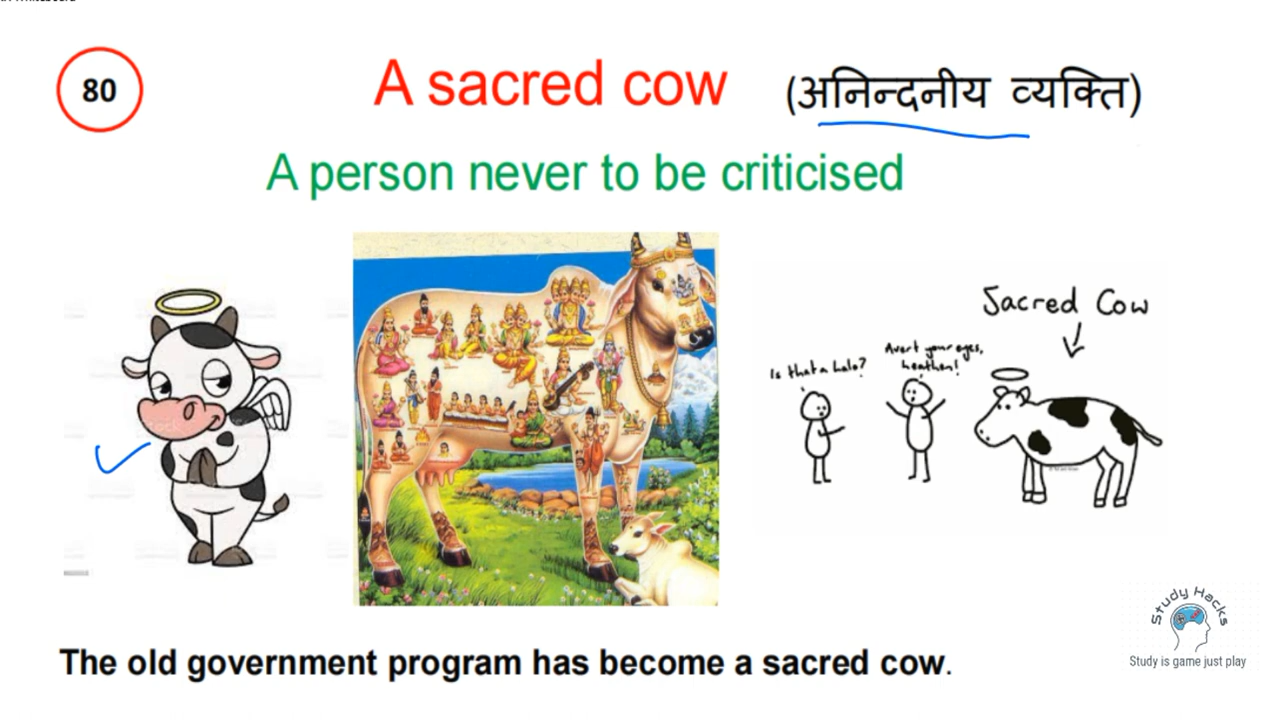 80
A sacred cow (अनिन्दनीय व्यक्ति)
A person never to be criticised
Sacred Cow
Is that a halo?
Avert your eyes,
heathen!
The old government program has become a sacred cow.
Study Hacks
Study is game just play